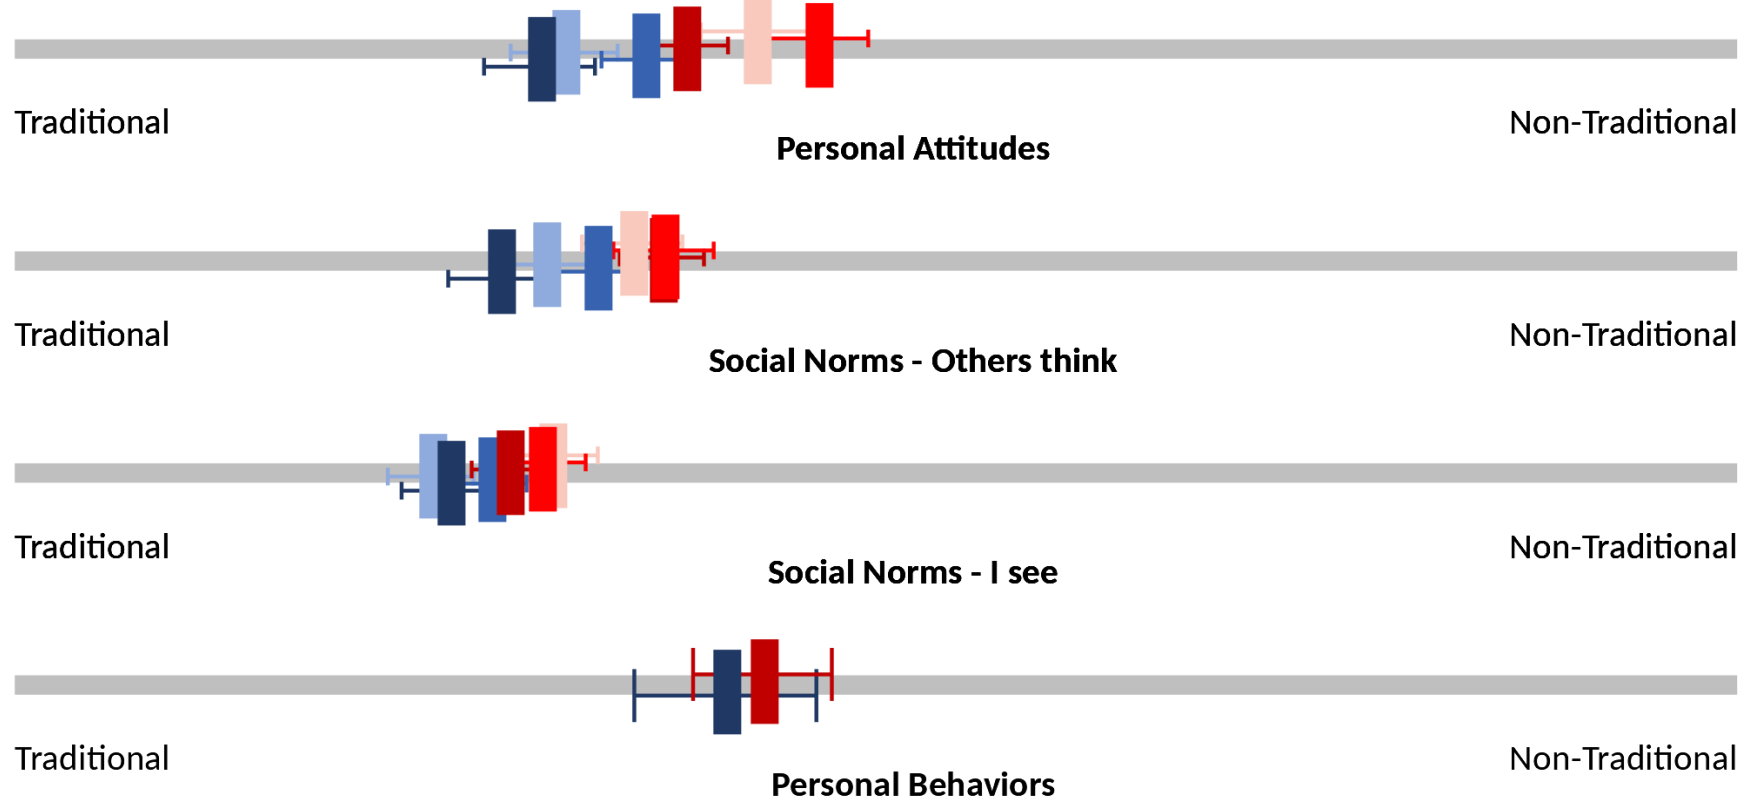 Traditional
Non-Traditional
Personal Attitudes
Traditional
Non-Traditional
Social Norms - Others think
Traditional
Non-Traditional
Social Norms - I see
Traditional
Non-Traditional
Personal Behaviors